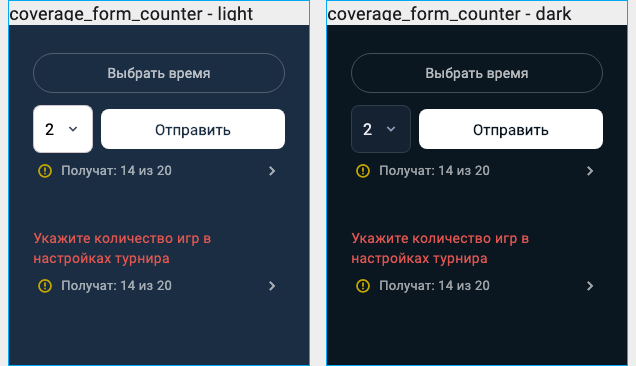 coverage_form_counter - light
Выбрать время
2
Отправить
Получат: 14 из 20
Укажите количество игр в
настройках турнира
Получат: 14 из 20
coverage_form_counter - dark
Выбрать время
2
Отправить
Получат: 14 из 20
Укажите количество игр в
настройках турнира
Получат: 14 из 20